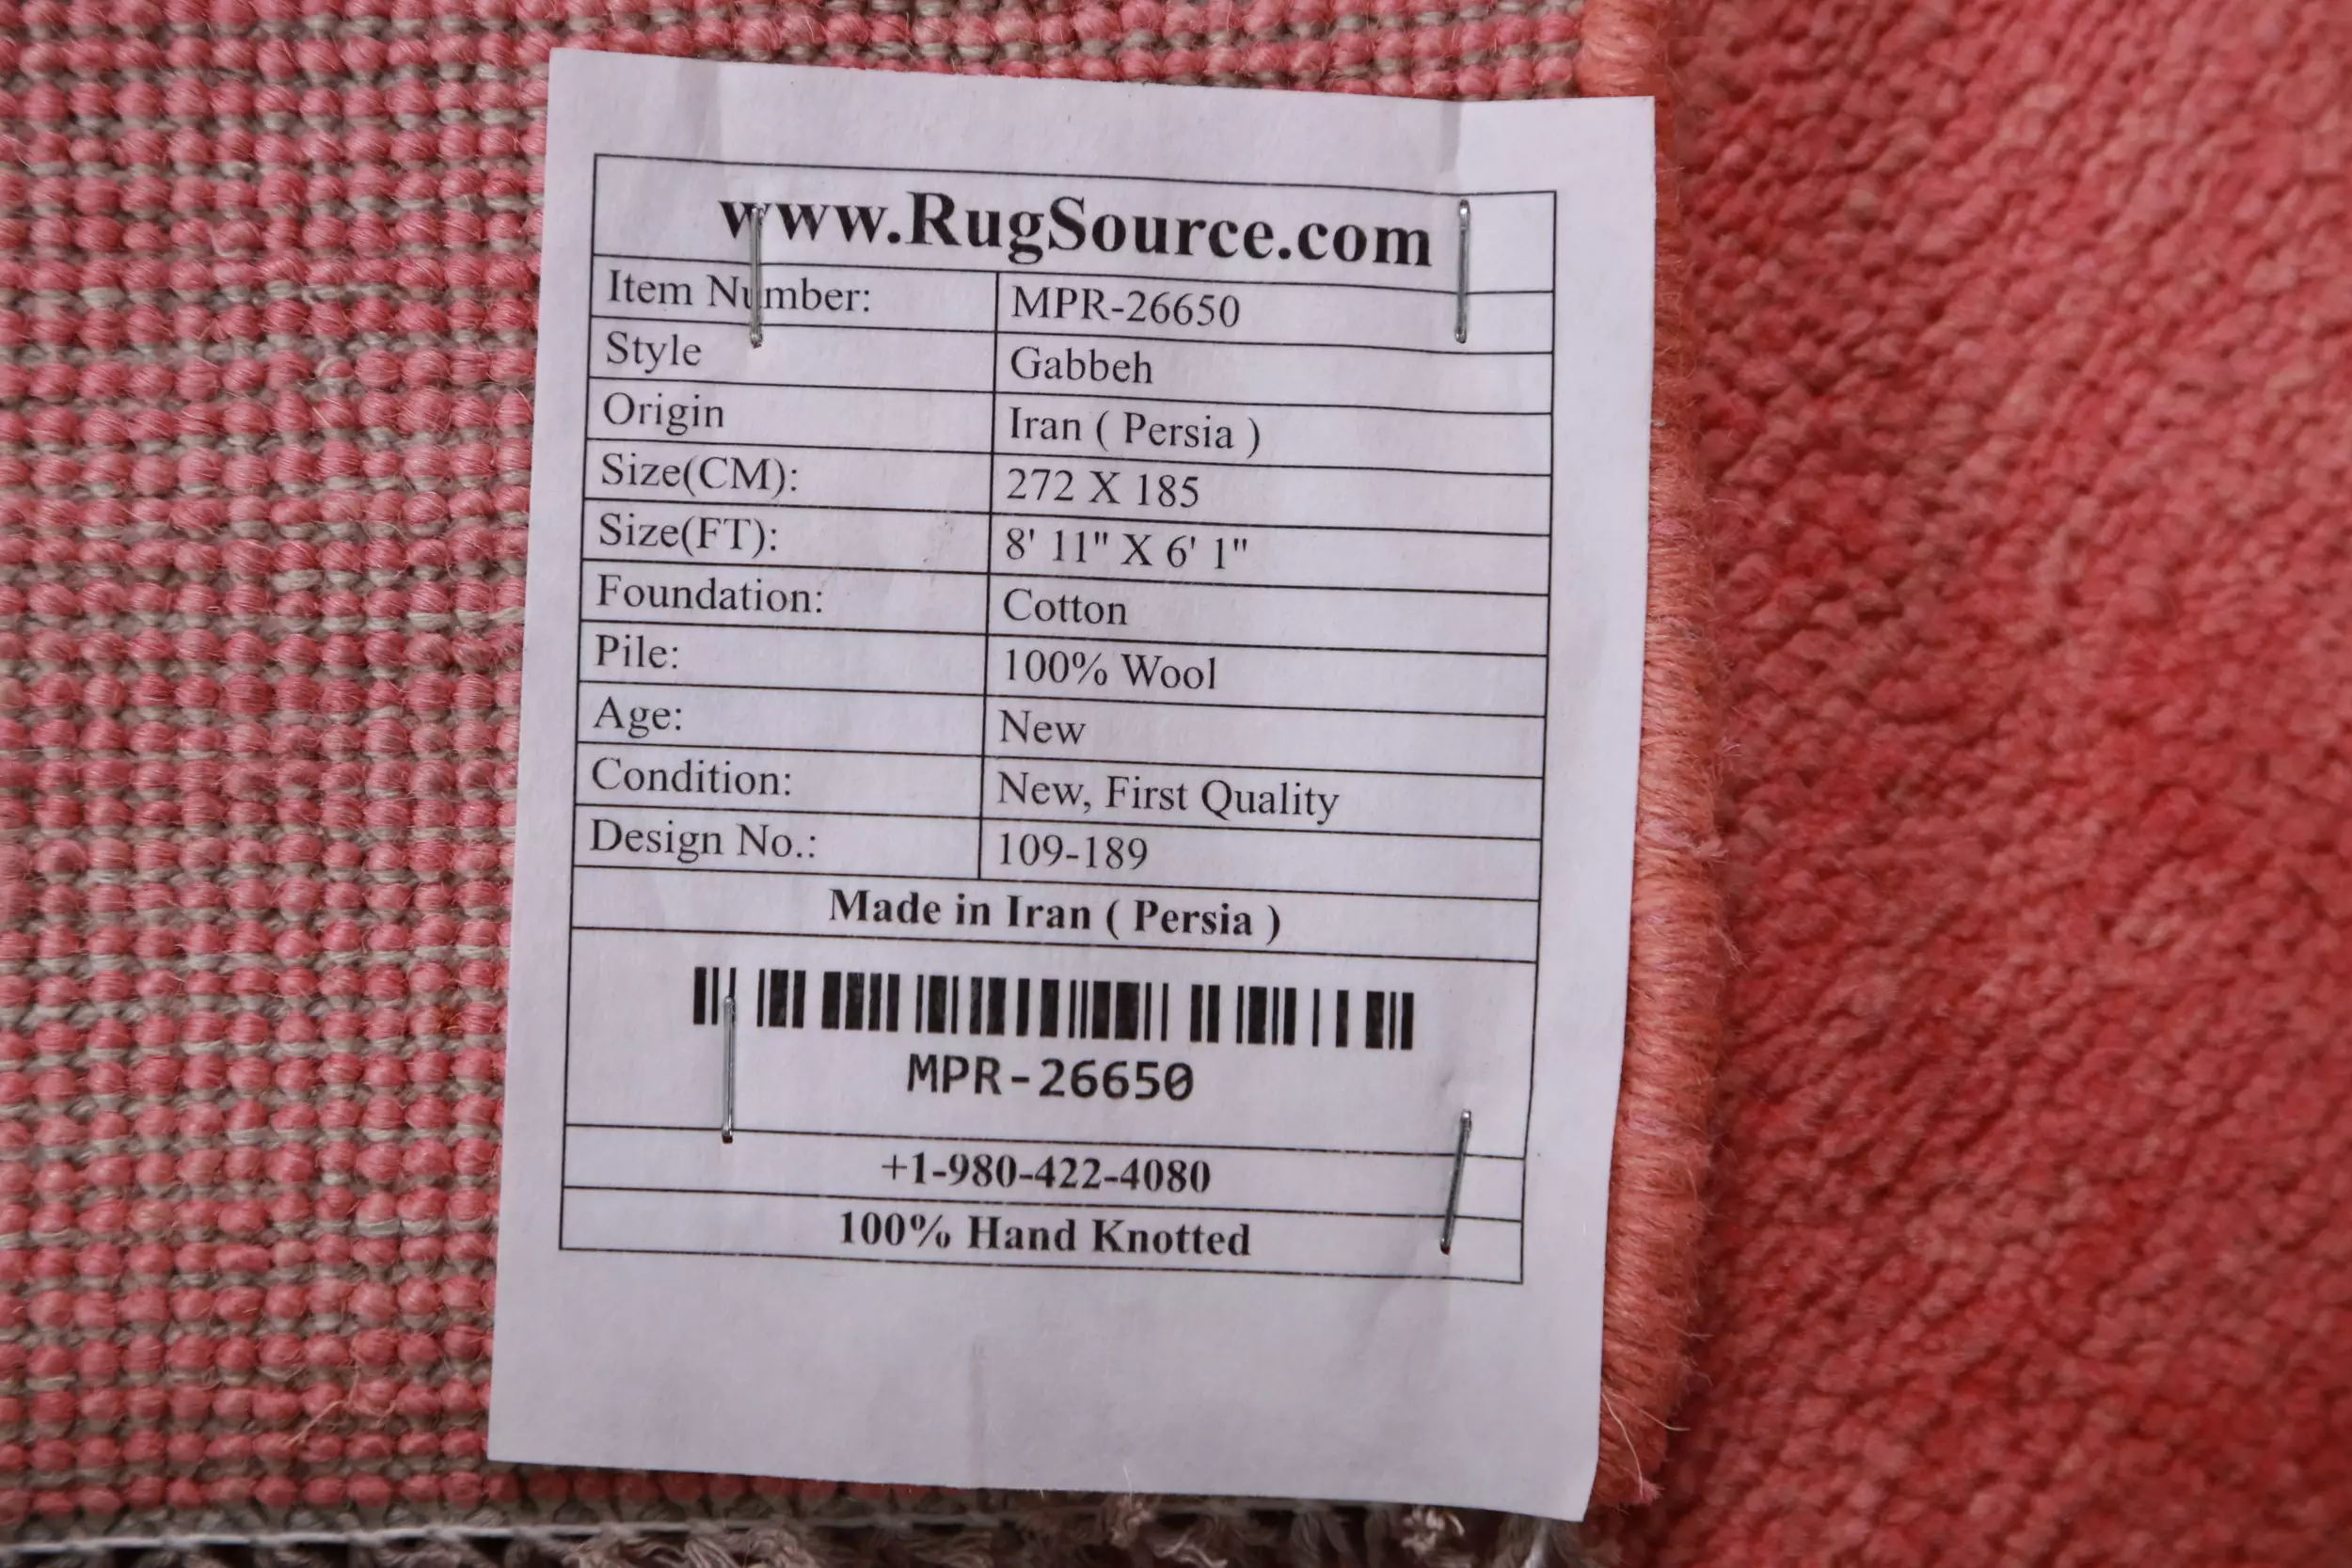 www.RugSource.com
Item Number: MPR-26650
Style Gabbeh
Origin Iran ( Persia )
Size(CM): 272 X 185
Size(FT): 8' 11" X 6' 1"
Foundation: Cotton
Pile: 100% Wool
Age: New
Condition: New, First Quality
Design No.: 109-189
Made in Iran ( Persia )
MPR-26650
+1-980-422-4080
100% Hand Knotted